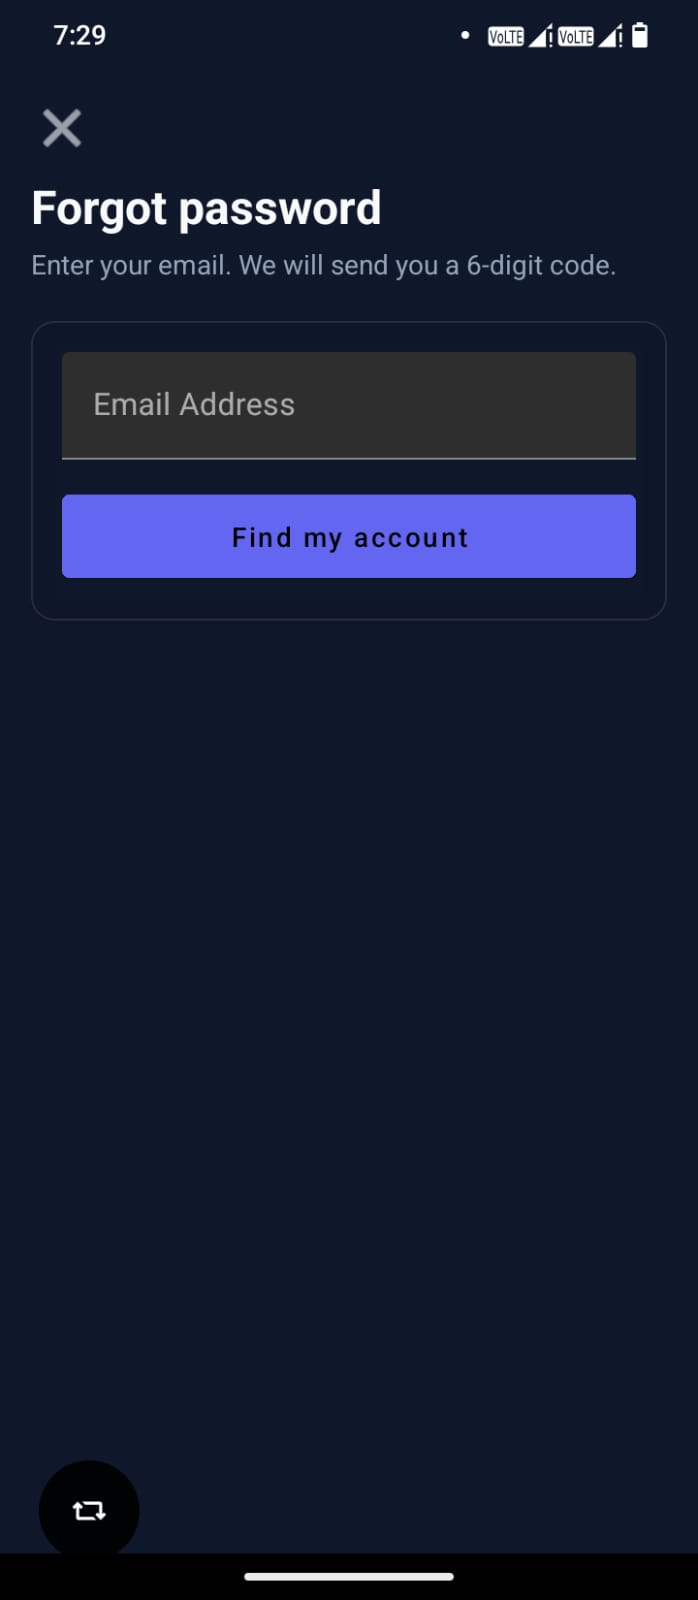 7:29
VoLTE VoLTE
Forgot password
Enter your email. We will send you a 6-digit code.
Email Address
Find my account